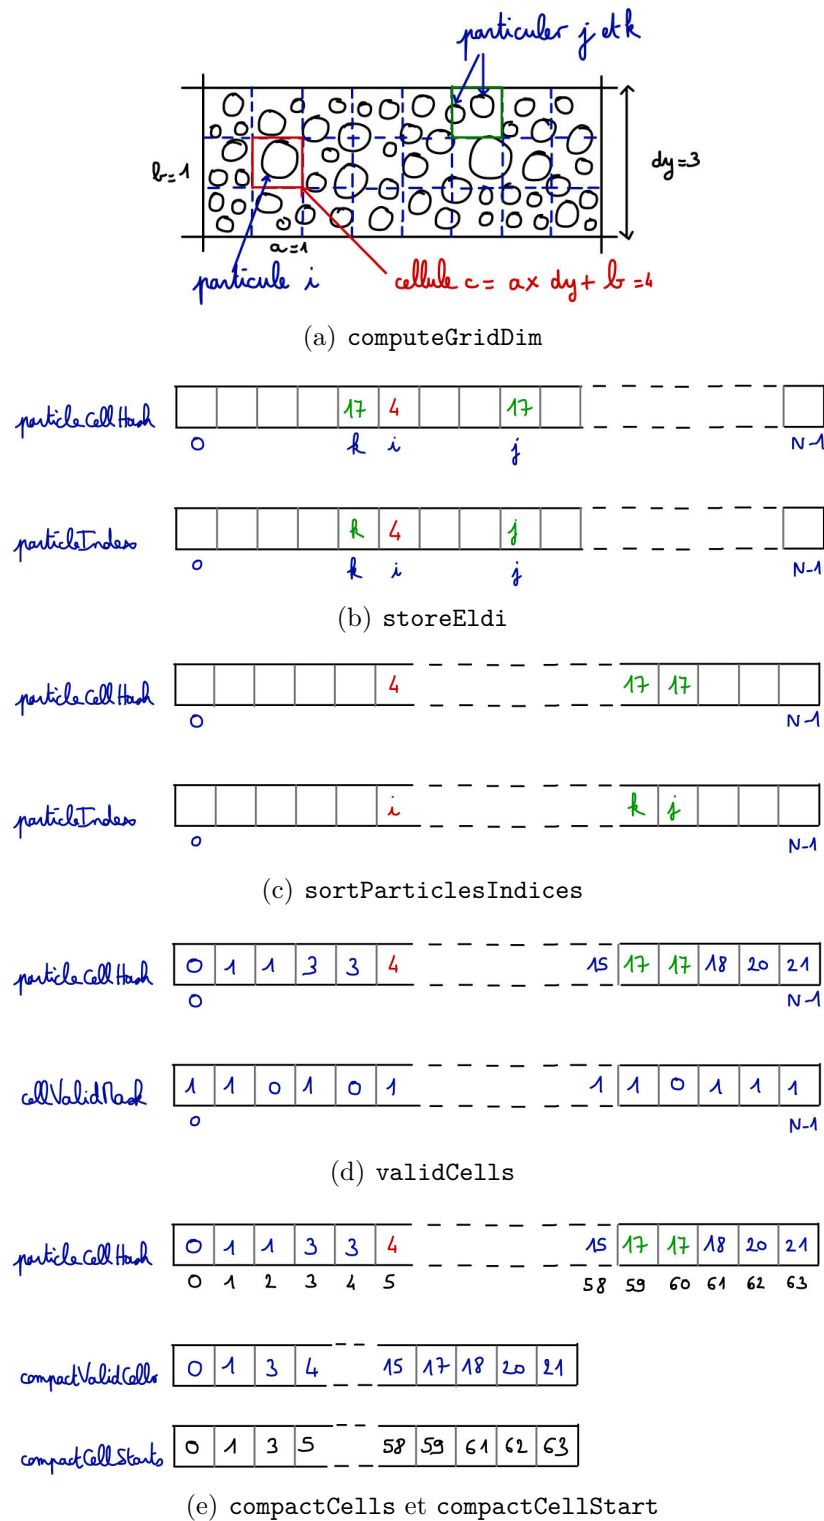 particuler j et k
b=1
dy=3
a=1
particule i
cellule c= a× dy+ b =4
(a) computeGridDim
particleCellHash 17 4 17
0 k i j N-1
particleIndexs k 4 j
0 k i j N-1
(b) storeEldi
particleCellHash 4 17 17
0 N-1
particleIndexs i k j
0 N-1
(c) sortParticlesIndices
particleCellHash 0 1 1 3 3 4 15 17 17 18 20 21
0 N-1
cellValidMask 1 1 0 1 0 1 1 1 0 1 1 1
0 N-1
(d) validCells
particleCellHash 0 1 1 3 3 4 15 17 17 18 20 21
0 1 2 3 4 5 58 59 60 61 62 63
compactValidCells 0 1 3 4 15 17 18 20 21
compactCellStarts 0 1 3 5 58 59 61 62 63
(e) compactCells et compactCellStart